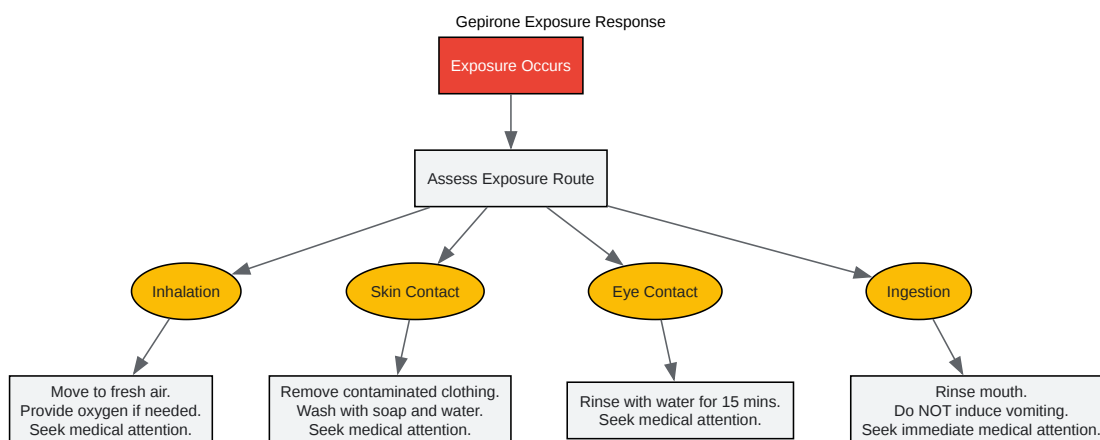 Gepirone Exposure Response
Exposure Occurs
Assess Exposure Route
Inhalation
Skin Contact
Eye Contact
Ingestion
Move to fresh air.
Provide oxygen if needed.
Seek medical attention.
Remove contaminated clothing.
Wash with soap and water.
Seek medical attention.
Rinse with water for 15 mins.
Seek medical attention.
Rinse mouth.
Do NOT induce vomiting.
Seek immediate medical attention.